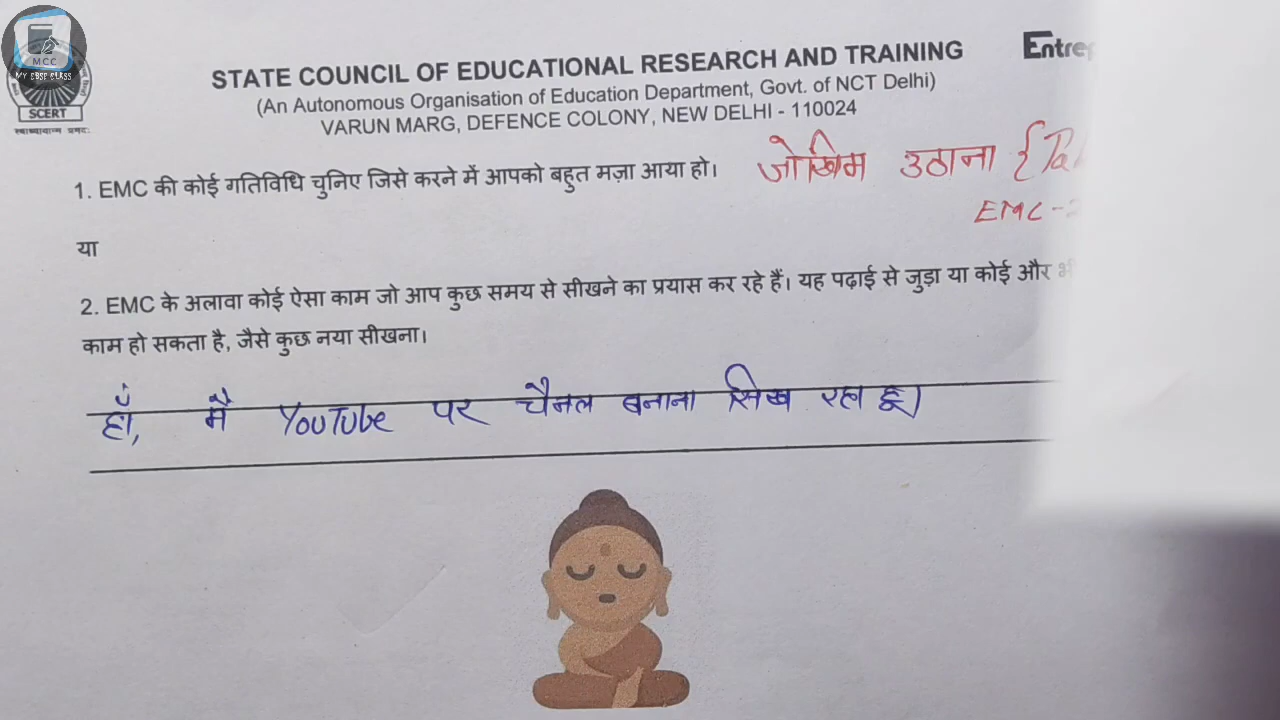 MCC
MY CBSE CLASS
SCERT
STATE COUNCIL OF EDUCATIONAL RESEARCH AND TRAINING
(An Autonomous Organisation of Education Department, Govt. of NCT Delhi)
VARUN MARG, DEFENCE COLONY, NEW DELHI - 110024
Entrep
1. EMC की कोई गतिविधि चुनिए जिसे करने में आपको बहुत मज़ा आया हो। जोखिम उठाना {
EMC-
या
2. EMC के अलावा कोई ऐसा काम जो आप कुछ समय से सीखने का प्रयास कर रहे हैं। यह पढ़ाई से जुड़ा या कोई और भी
काम हो सकता है, जैसे कुछ नया सीखना।
हाँ, मै YouTube पर चैनल बनाना सिख रहा हू।